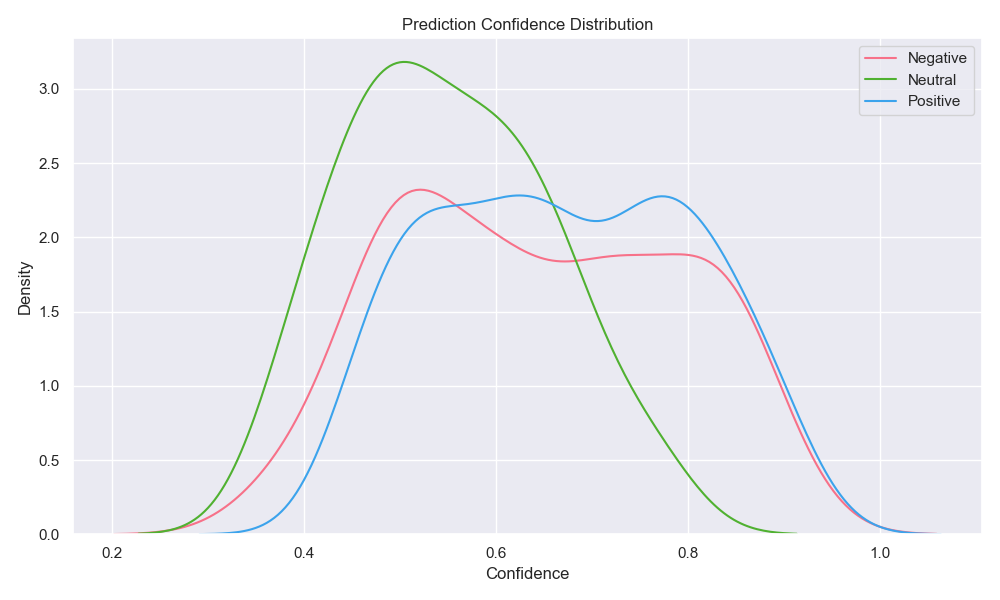 Prediction Confidence Distribution
Negative
Neutral
Positive
Density
3.0
2.5
2.0
1.5
1.0
0.5
0.0
0.2 0.4 0.6 0.8 1.0
Confidence